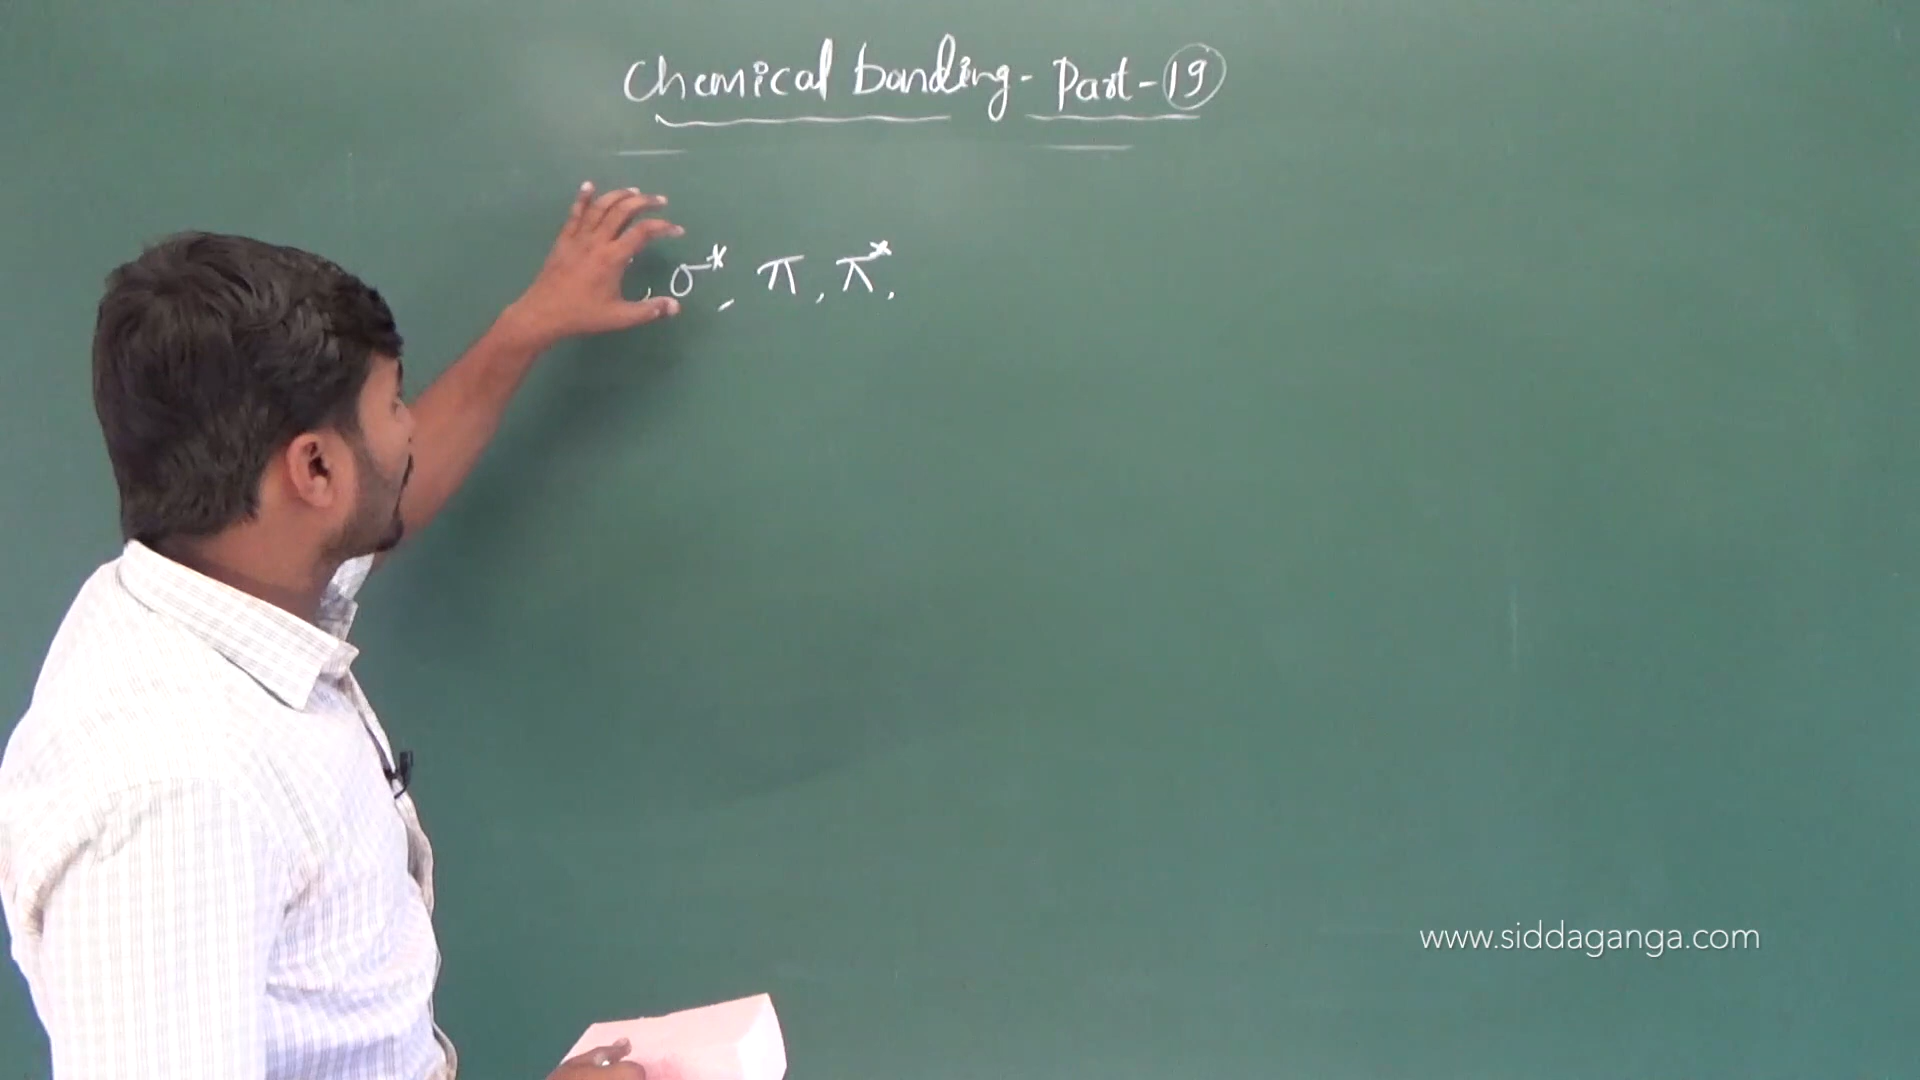 Chemical bonding - Part - 19
, σ*, π, π*,
www.siddaganga.com